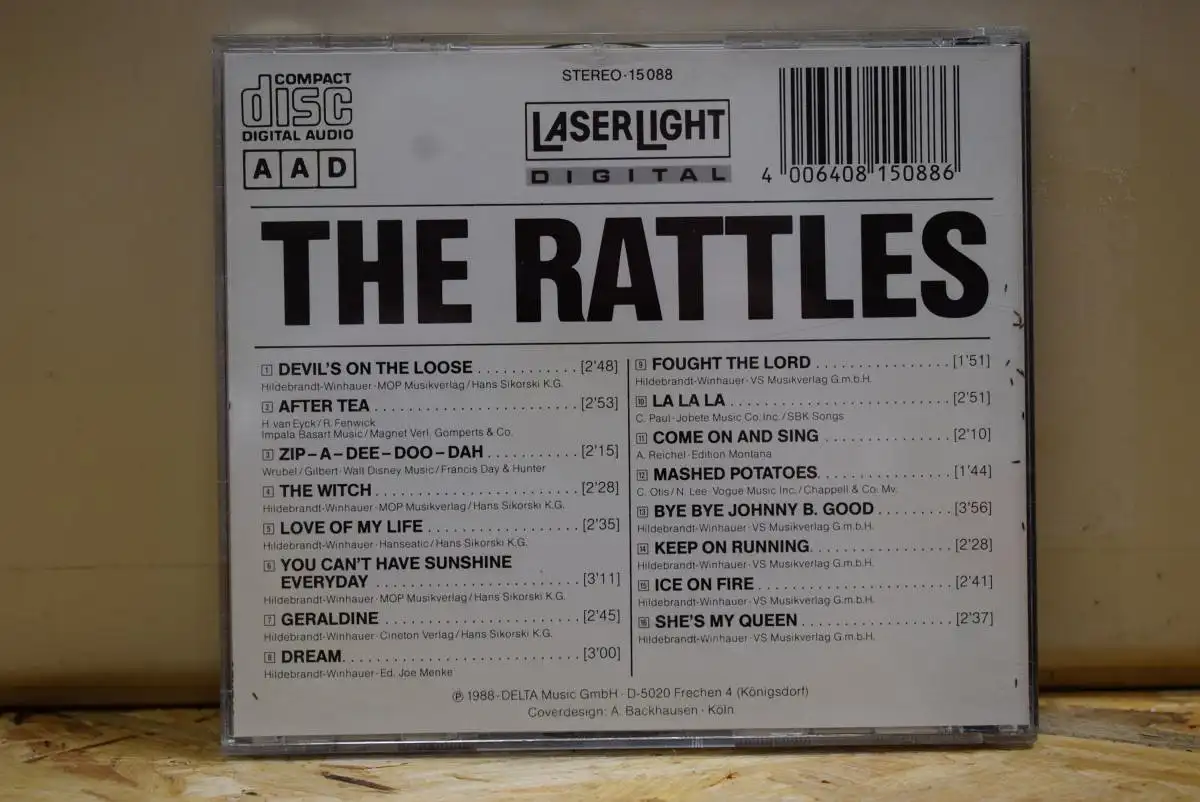 COMPACT
disc
DIGITAL AUDIO
A A D
STEREO·15088
LASERLIGHT
DIGITAL
4 006408 150886
THE RATTLES
1 DEVIL'S ON THE LOOSE . . . . . . . . . . . . [2'48]
Hildebrandt-Winhauer·MOP Musikverlag/Hans Sikorski K.G.
2 AFTER TEA . . . . . . . . . . . . . . . . . . . . . . . [2'53]
H. van Eyck/R. Fenwick
Impala Basart Music/Magnet Verl. Gomperts & Co.
3 ZIP–A–DEE–DOO–DAH . . . . . . . . . . . [2'15]
Wrubel/Gilbert·Walt Disney Music/Francis Day & Hunter
4 THE WITCH . . . . . . . . . . . . . . . . . . . . . . . [2'28]
Hildebrandt-Winhauer·MOP Musikverlag/Hans Sikorski K.G.
5 LOVE OF MY LIFE . . . . . . . . . . . . . . . . . [2'35]
Hildebrandt-Winhauer·Hanseatic/Hans Sikorski K.G.
6 YOU CAN'T HAVE SUNSHINE
EVERYDAY . . . . . . . . . . . . . . . . . . . . . . . [3'11]
Hildebrandt-Winhauer·MOP Musikverlag/Hans Sikorski K.G.
7 GERALDINE . . . . . . . . . . . . . . . . . . . . . . [2'45]
Hildebrandt-Winhauer·Cineton Verlag/Hans Sikorski K.G.
8 DREAM. . . . . . . . . . . . . . . . . . . . . . . . . . . [3'00]
Hildebrandt-Winhauer·Ed. Joe Menke
9 FOUGHT THE LORD . . . . . . . . . . . . . . . [1'51]
Hildebrandt-Winhauer·VS Musikverlag G.m.b.H.
10 LA LA LA . . . . . . . . . . . . . . . . . . . . . . . . . [2'51]
C. Paul·Jobete Music Co. Inc./SBK Songs
11 COME ON AND SING . . . . . . . . . . . . . . [2'10]
A. Reichel·Edition Montana
12 MASHED POTATOES. . . . . . . . . . . . . . . [1'44]
C. Otis/N. Lee·Vogue Music Inc./Chappell & Co. Mv.
13 BYE BYE JOHNNY B. GOOD . . . . . . . . [3'56]
Hildebrandt-Winhauer·VS Musikverlag G.m.b.H.
14 KEEP ON RUNNING. . . . . . . . . . . . . . . . [2'28]
Hildebrandt-Winhauer·VS Musikverlag G.m.b.H.
15 ICE ON FIRE . . . . . . . . . . . . . . . . . . . . . . [2'41]
Hildebrandt-Winhauer·VS Musikverlag G.m.b.H.
16 SHE'S MY QUEEN . . . . . . . . . . . . . . . . . [2'37]
Hildebrandt-Winhauer·VS Musikverlag G.m.b.H.
℗ 1988-DELTA Music GmbH·D-5020 Frechen 4 (Königsdorf)
Coverdesign: A. Backhausen·Köln